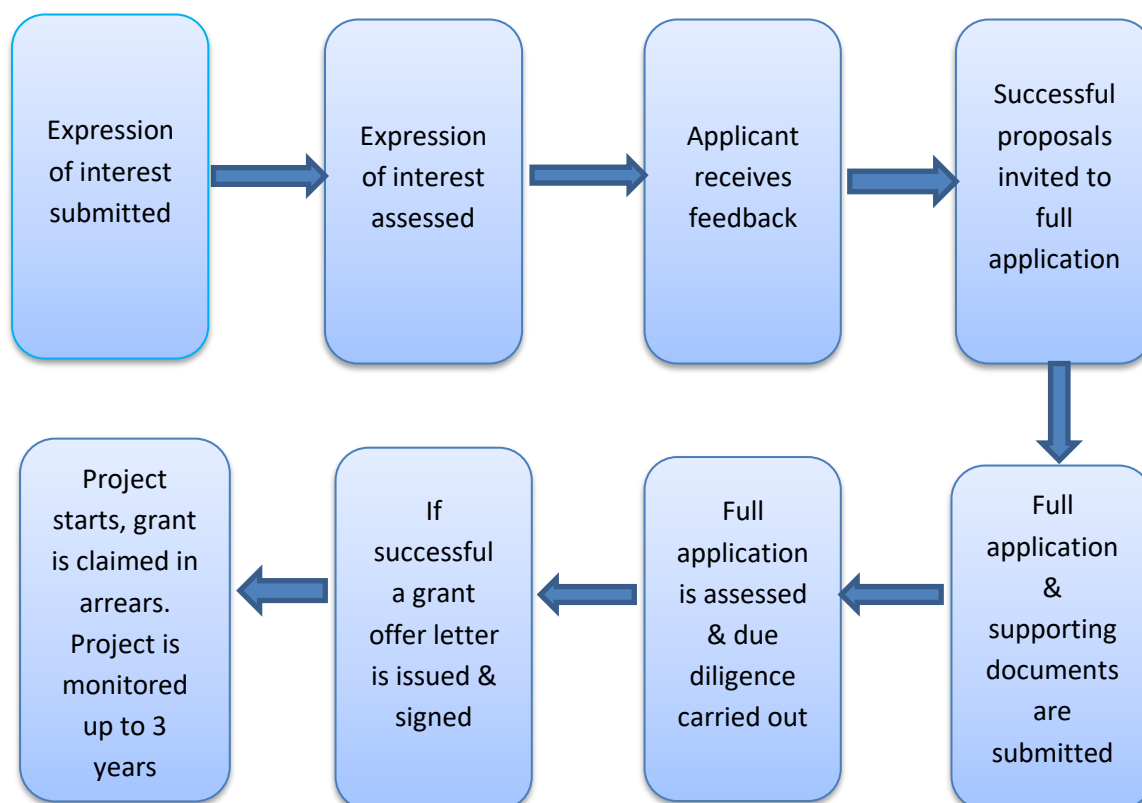 Expression
of interest
submitted
Expression
of interest
assessed
Applicant
receives
feedback
Successful
proposals
invited to
full
application
Full
application
&
supporting
documents
are
submitted
Full
application
is assessed
& due
diligence
carried out
If
successful
a grant
offer letter
is issued &
signed
Project
starts, grant
is claimed in
arrears.
Project is
monitored
up to 3
years